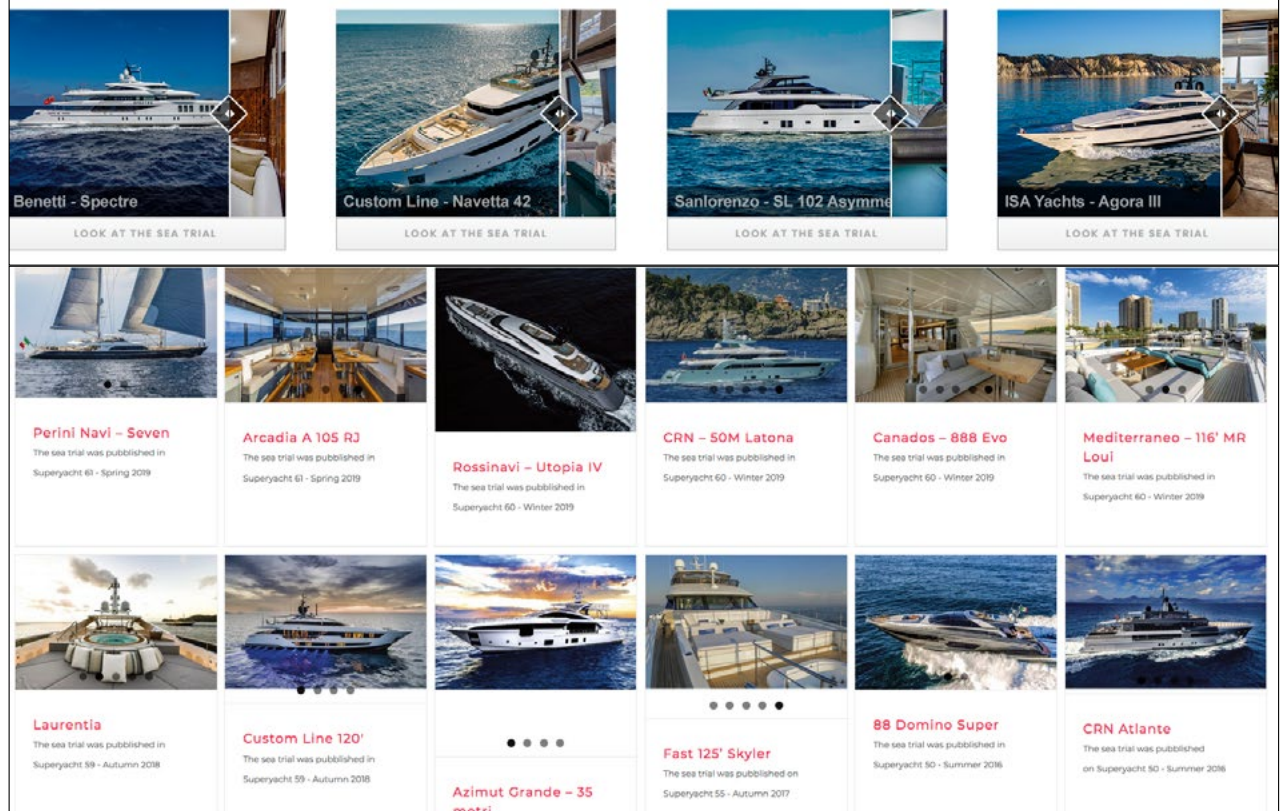 Benetti - Spectre
Custom Line - Navetta 42
Sanlorenzo - SL 102 Asymme
ISA Yachts - Agora III
LOOK AT THE SEA TRIAL
LOOK AT THE SEA TRIAL
LOOK AT THE SEA TRIAL
LOOK AT THE SEA TRIAL
Perini Navi – Seven
The sea trial was pubblished in
Superyacht 61 - Spring 2019
Arcadia A 105 RJ
The sea trial was pubblished in
Superyacht 61 - Spring 2019
Rossinavi – Utopia IV
The sea trial was pubblished in
Superyacht 60 - Winter 2019
CRN – 50M Latona
The sea trial was pubblished in
Superyacht 60 - Winter 2019
Canados – 888 Evo
The sea trial was pubblished in
Superyacht 60 - Winter 2019
Mediterraneo – 116’ MR
Loui
The sea trial was pubblished in
Superyacht 60 - Winter 2019
Laurentia
The sea trial was pubblished in
Superyacht 59 - Autumn 2018
Custom Line 120'
The sea trial was pubblished in
Superyacht 59 - Autumn 2018
Azimut Grande – 35
metri
Fast 125’ Skyler
The sea trial was pubblished on
Superyacht 55 - Autumn 2017
88 Domino Super
The sea trial was pubblished in
Superyacht 50 - Summer 2016
CRN Atlante
The sea trial was pubblished
on Superyacht 50 - Summer 2016